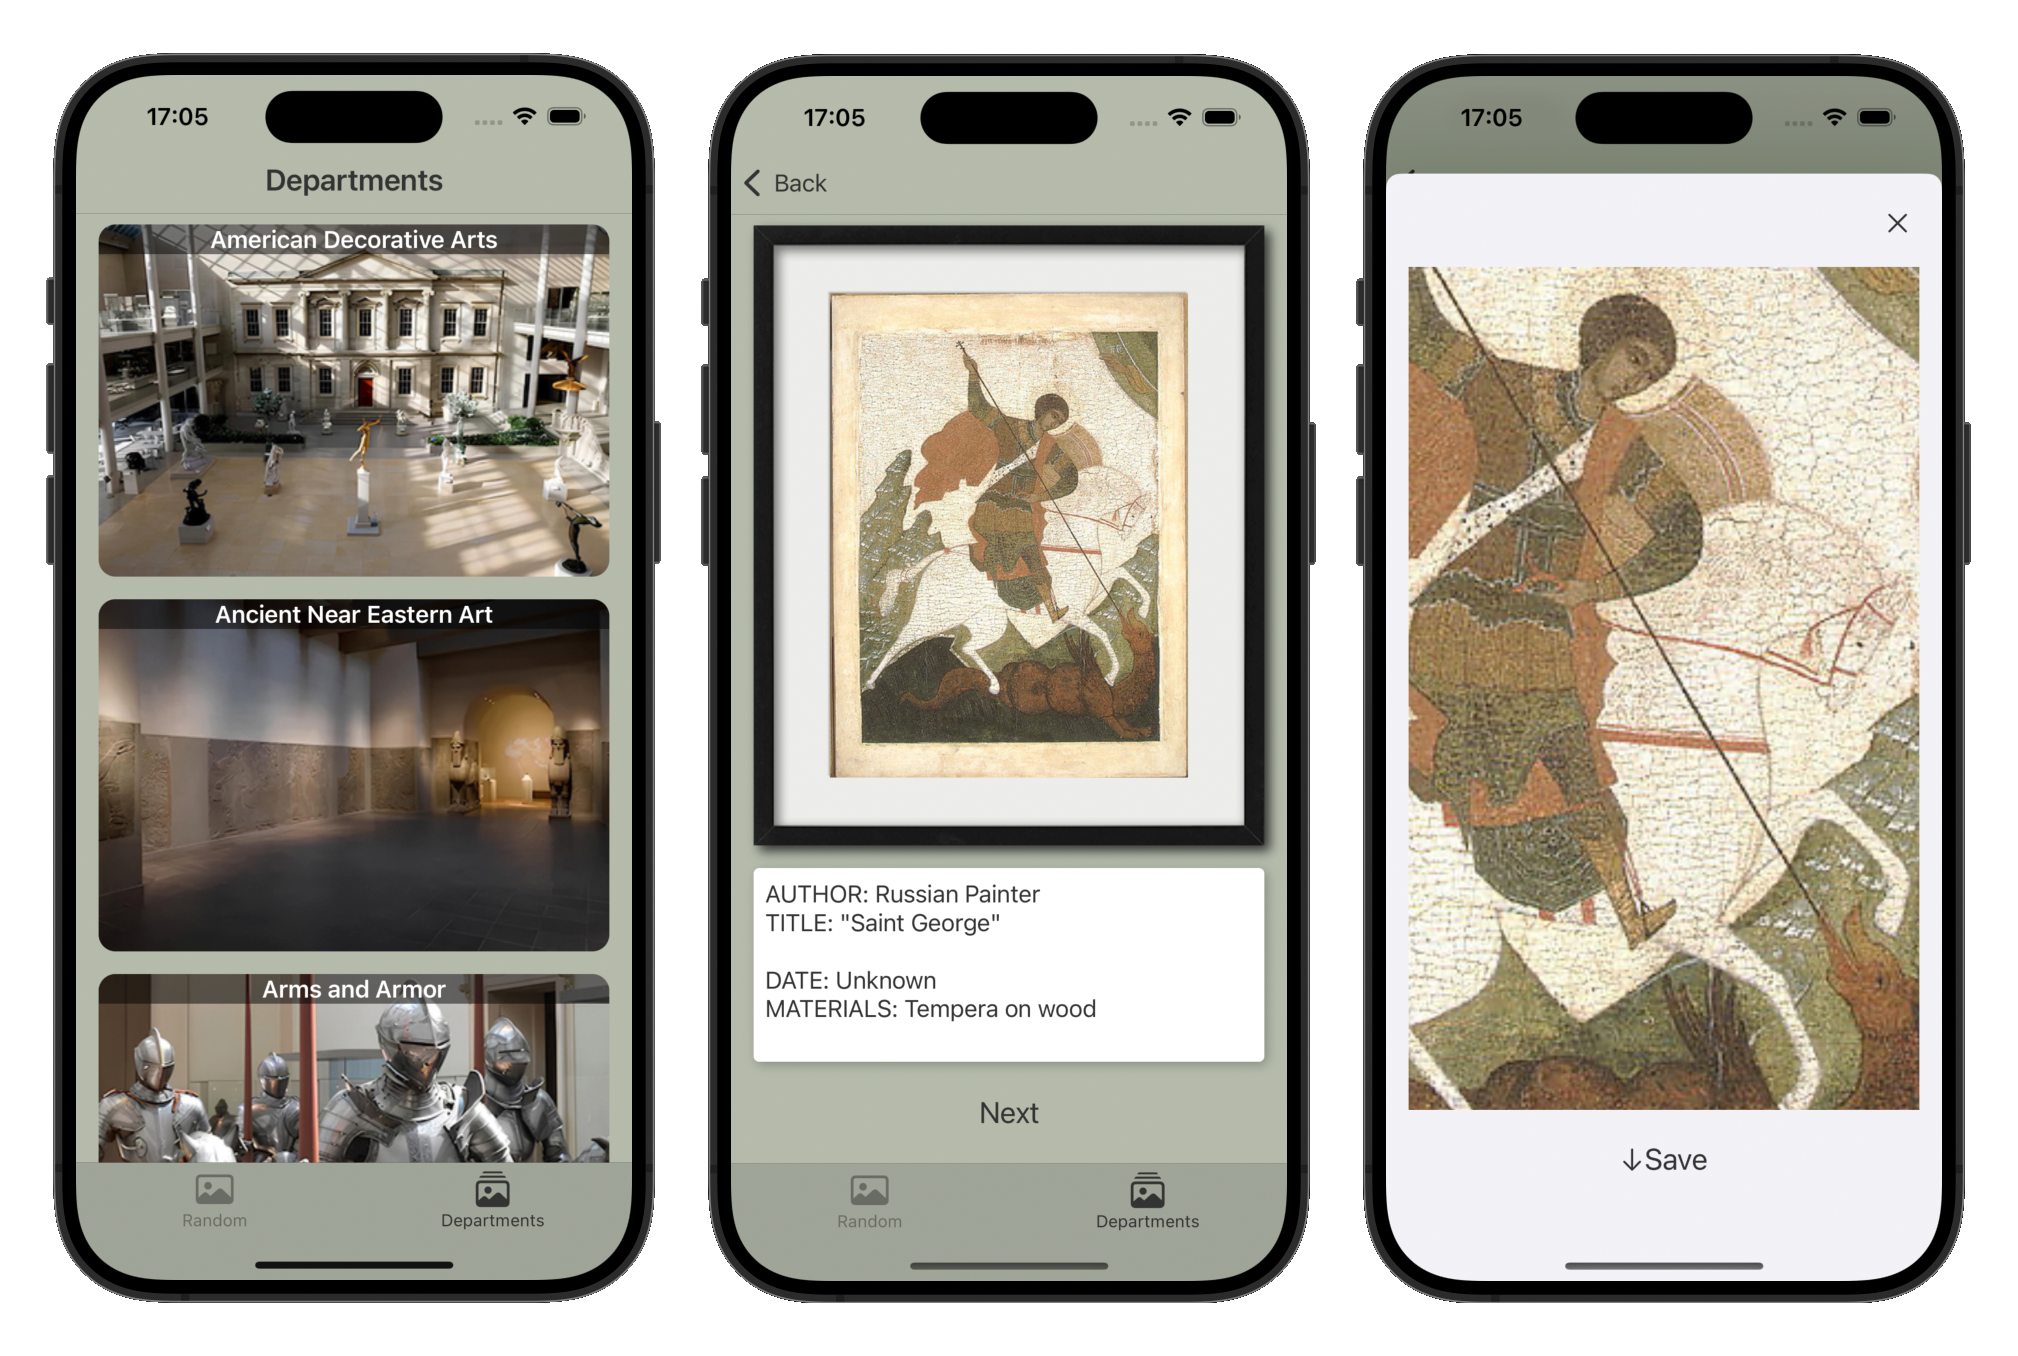 17:05
Departments
American Decorative Arts
Ancient Near Eastern Art
Arms and Armor
Random
Departments
17:05
Back
AUTHOR: Russian Painter
TITLE: "Saint George"
DATE: Unknown
MATERIALS: Tempera on wood
Next
Random
Departments
17:05
↓Save